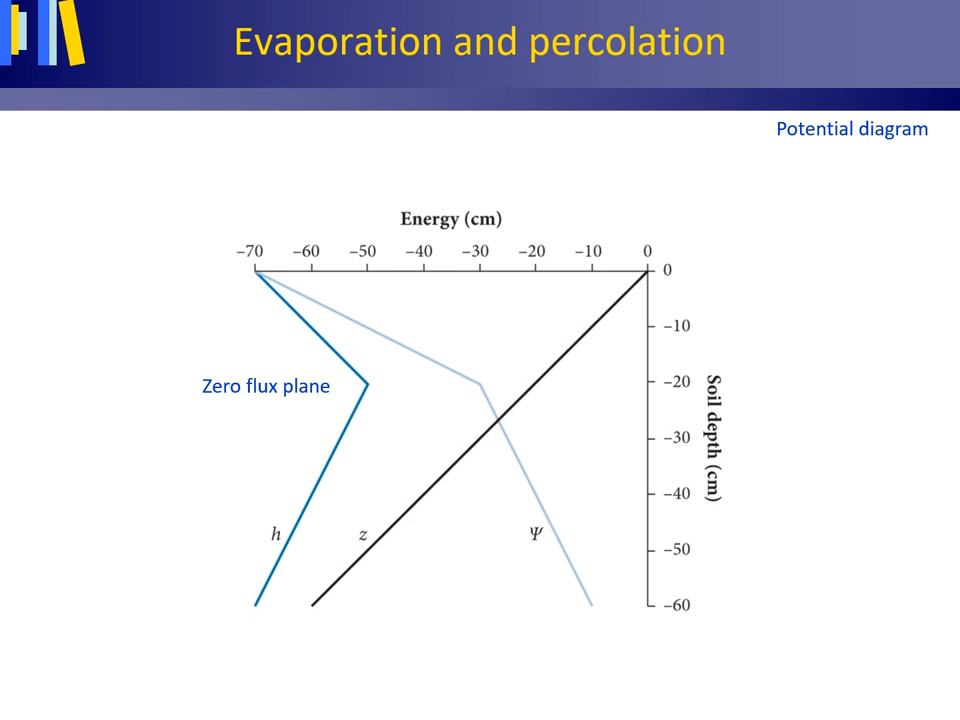 Evaporation and percolation
Potential diagram
Energy (cm)
–70 –60 –50 –40 –30 –20 –10 0
0
–10
–20
–30
–40
–50
–60
Soil depth (cm)
Zero flux plane
h z Ψ